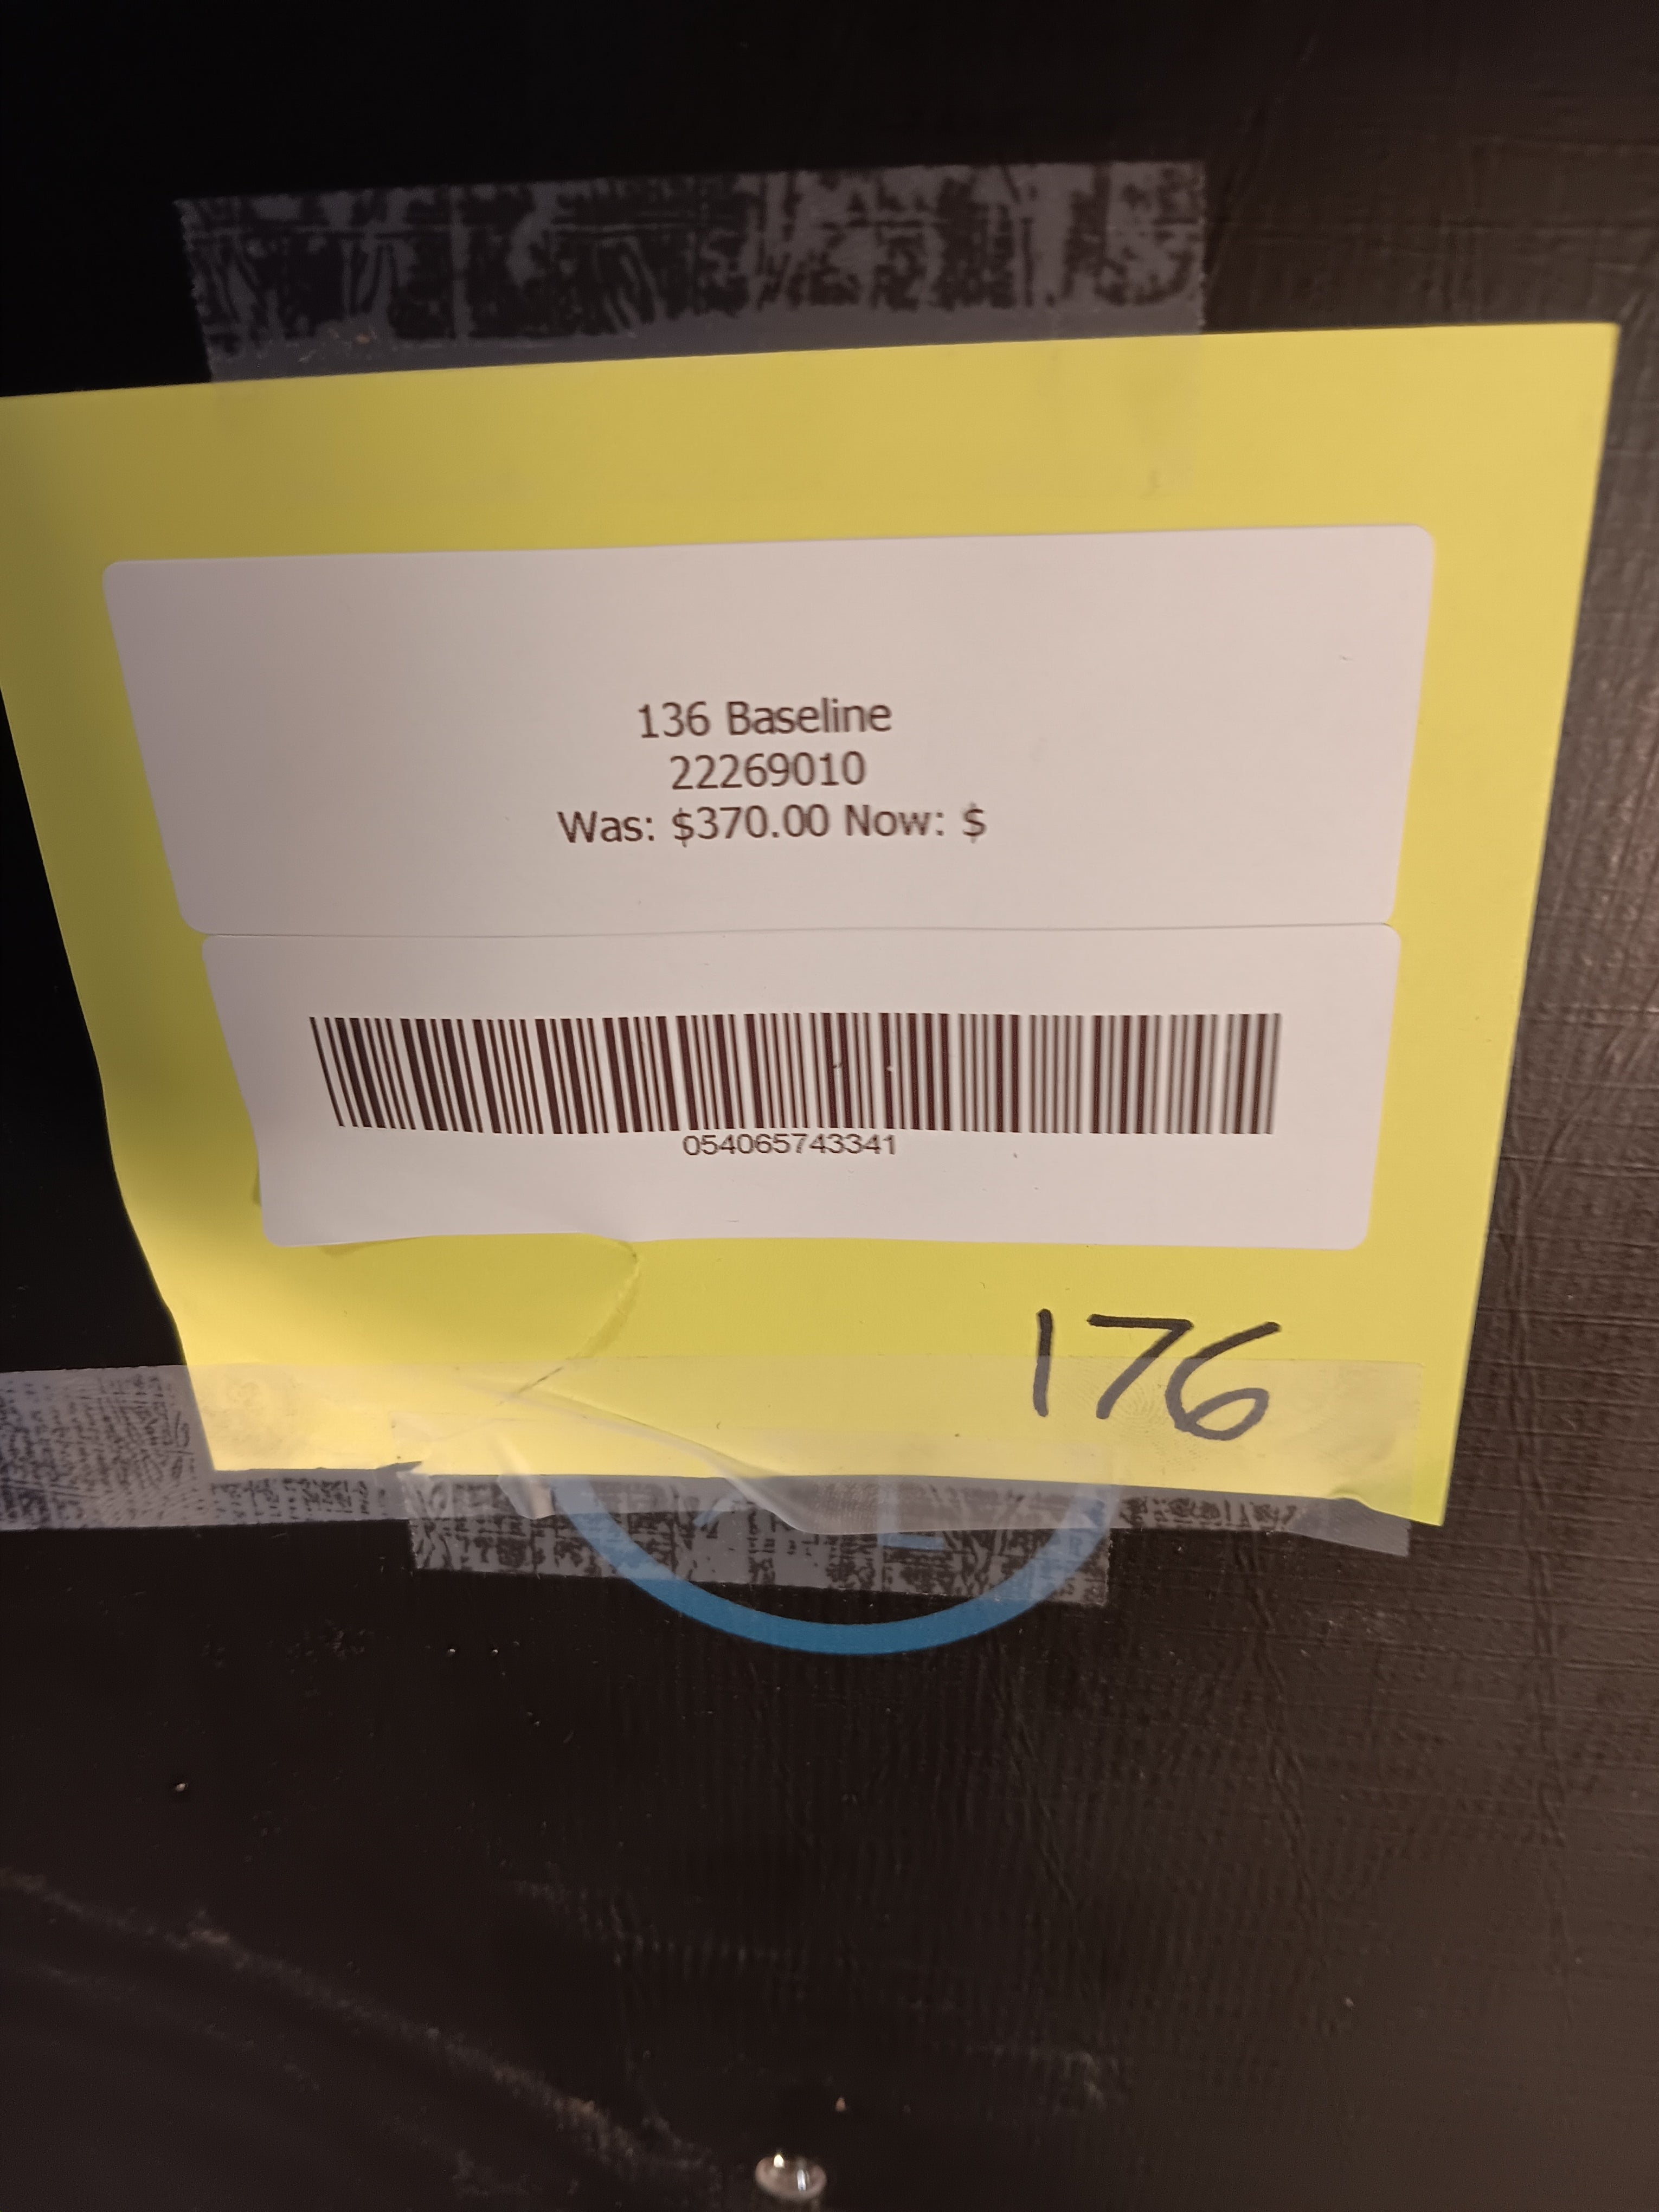 136 Baseline
22269010
Was: $370.00 Now: $
054065743341
176